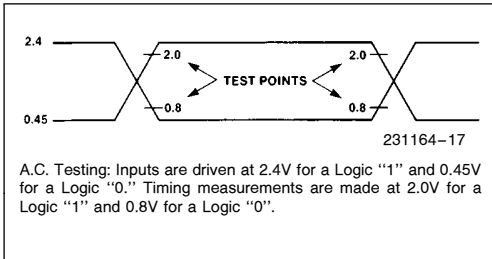 2.4
2.0
2.0
TEST POINTS
0.8
0.8
0.45
231164–17
A.C. Testing: Inputs are driven at 2.4V for a Logic ‘‘1’’ and 0.45V
for a Logic ‘‘0.’’ Timing measurements are made at 2.0V for a
Logic ‘‘1’’ and 0.8V for a Logic ‘‘0’’.